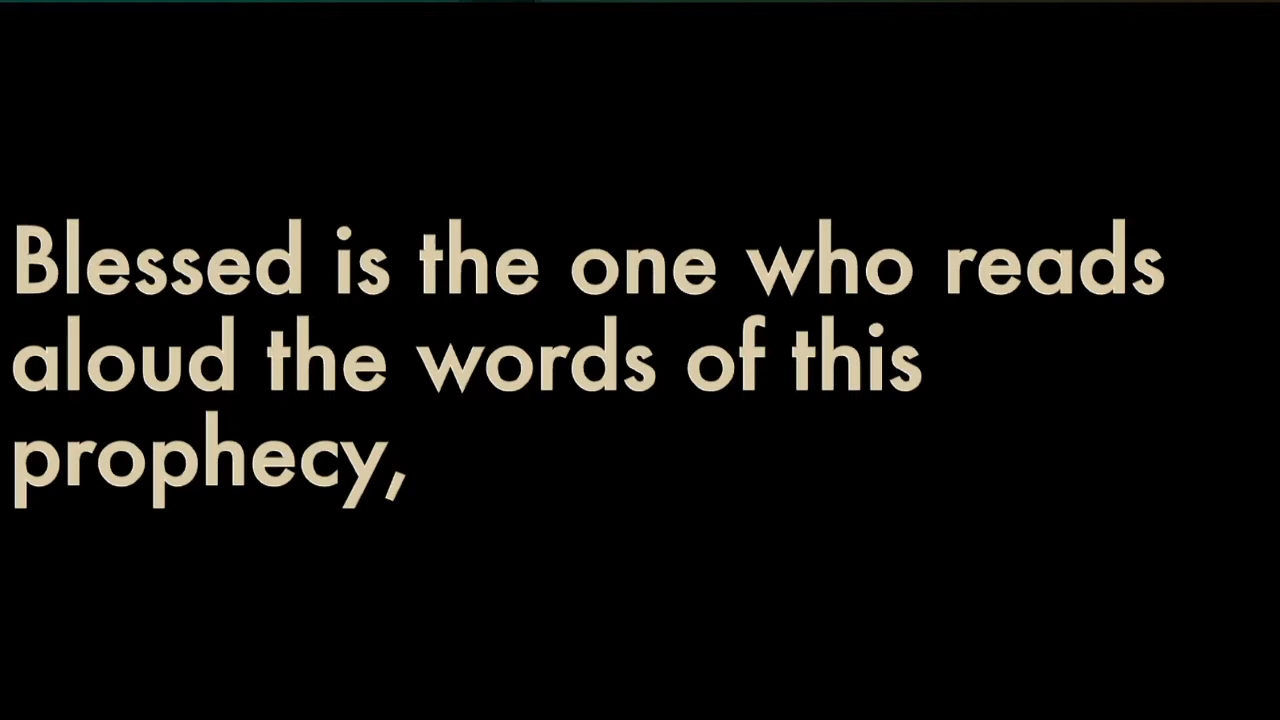 Blessed is the one who reads
aloud the words of this
prophecy,